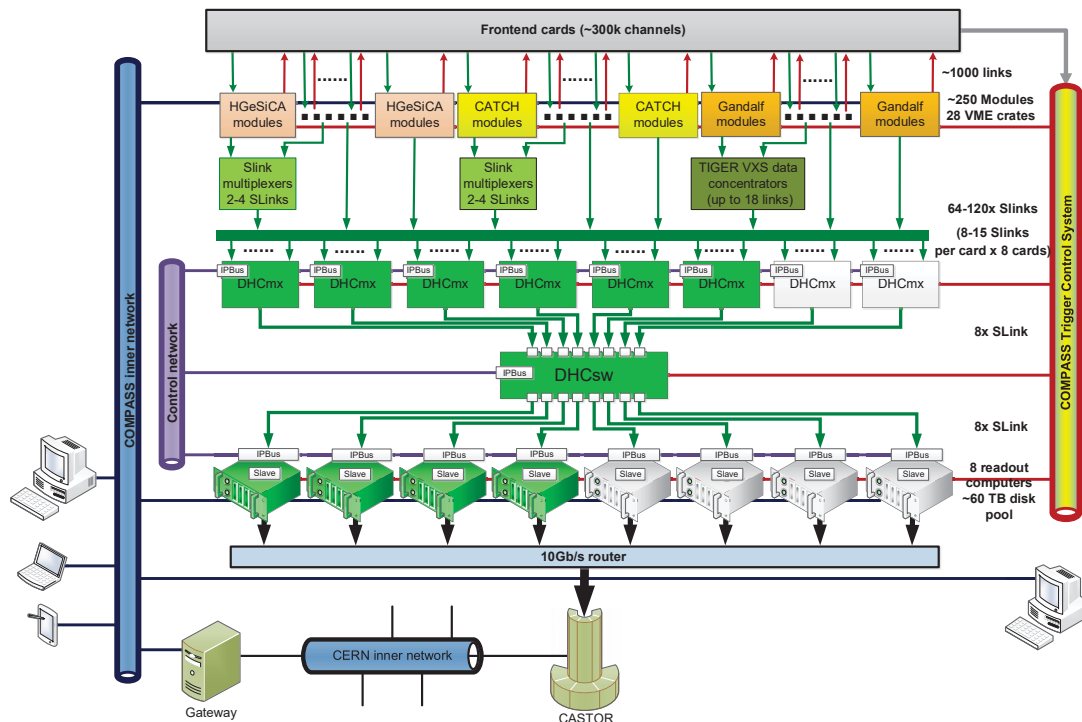 Frontend cards (~300k channels)
~1000 links
HGeSiCA
modules
HGeSiCA
modules
CATCH
modules
CATCH
modules
Gandalf
modules
Gandalf
modules
~250 Modules
28 VME crates
Slink
multiplexers
2-4 SLinks
Slink
multiplexers
2-4 SLinks
TIGER VXS data
concentrators
(up to 18 links)
64-120x Slinks
(8-15 Slinks
per card x 8 cards)
IPBus
DHCmx
IPBus
DHCmx
IPBus
DHCmx
IPBus
DHCmx
IPBus
DHCmx
IPBus
DHCmx
IPBus
DHCmx
IPBus
DHCmx
COMPASS inner network
Control network
COMPASS Trigger Control System
8x SLink
IPBus
DHCsw
8x SLink
IPBus
IPBus
IPBus
IPBus
IPBus
IPBus
IPBus
IPBus
Slave
Slave
Slave
Slave
Slave
Slave
Slave
Slave
8 readout
computers
~60 TB disk
pool
10Gb/s router
CERN inner network
Gateway
CASTOR